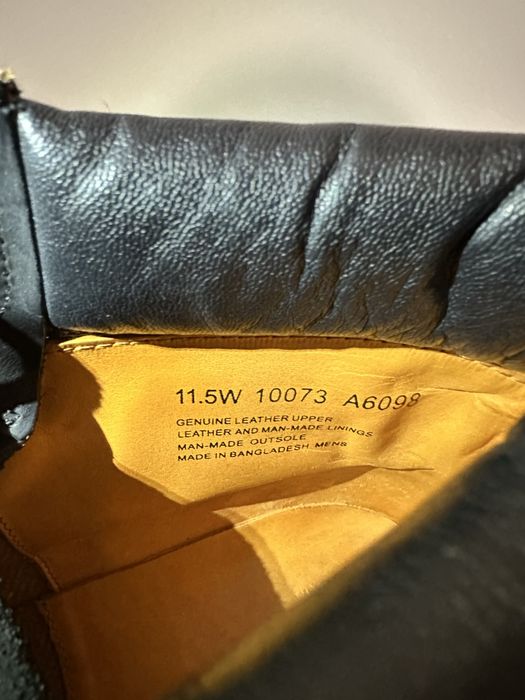 11.5W 10073 A6098
GENUINE LEATHER UPPER
LEATHER AND MAN-MADE LININGS
MAN-MADE OUTSOLE
MADE IN BANGLADESH. MENS